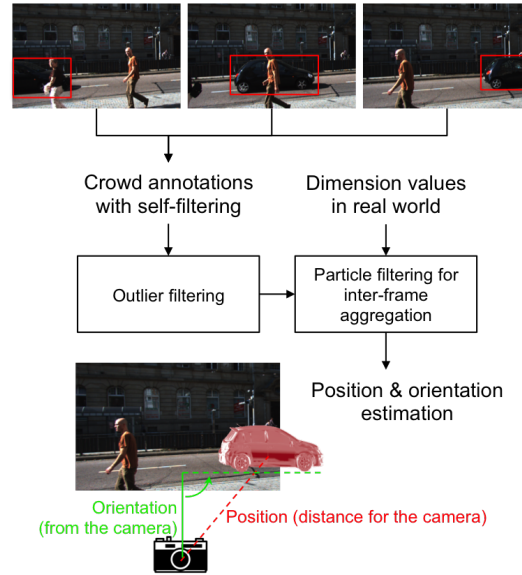 Crowd annotations
with self-filtering
Dimension values
in real world
Outlier filtering
Particle filtering for
inter-frame
aggregation
Position & orientation
estimation
Orientation
(from the camera)
Position (distance for the camera)